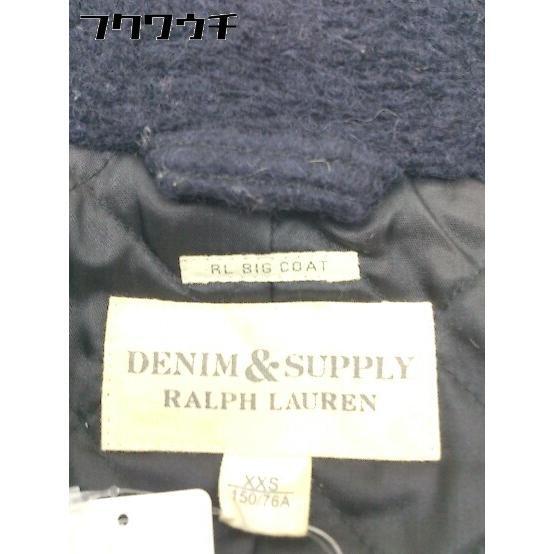 フクワウチ
RL BIG COAT
DENIM & SUPPLY
RALPH LAUREN
XXS
150/76A